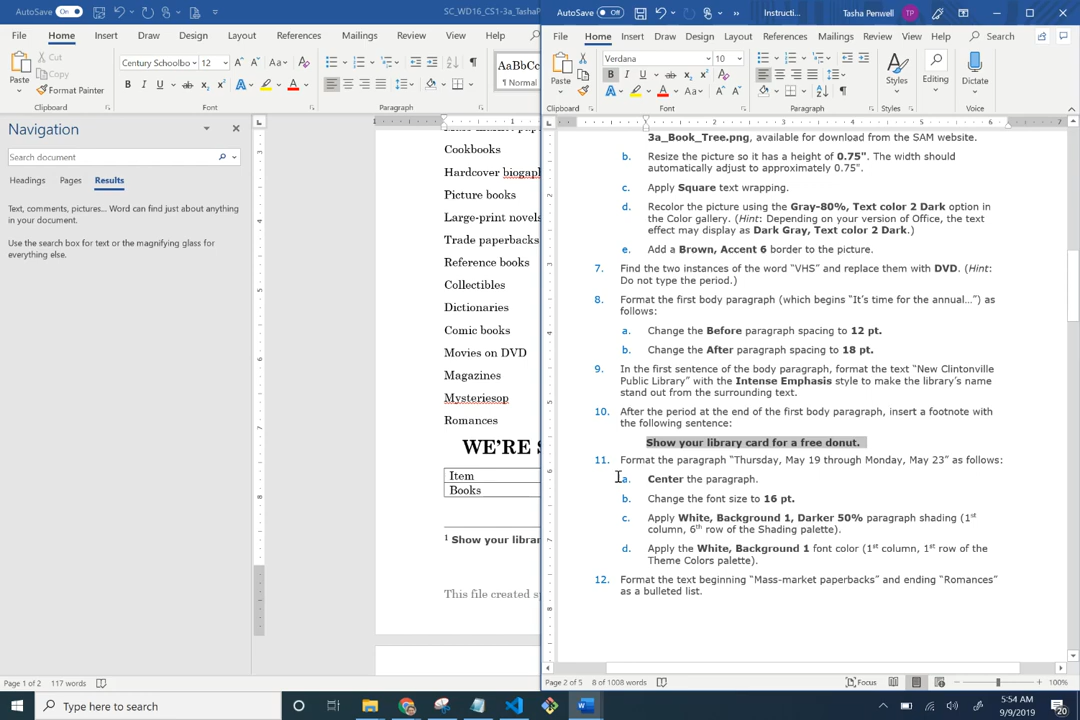 AutoSave On SC_WD16_CS1-3a_TashaP
File Home Insert Draw Design Layout References Mailings Review View Help
Paste Cut Copy Format Painter
Century Schoolbo 12
AaBbCc
¶ Normal
Clipboard Font Paragraph
Navigation
Search document
Headings Pages Results
Text, comments, pictures... Word can find just about anything
in your document.
Use the search box for text or the magnifying glass for
everything else.
Cookbooks
Hardcover biogap
Picture books
Large-print novels
Trade paperbacks
Reference books
Collectibles
Dictionaries
Comic books
Movies on DVD
Magazines
Mysteriesop
Romances
WE'RE S
Item
Books
1 Show your librar
This file created s
Page 1 of 2 117 words
AutoSave Off Instructi... Tasha Penwell TP
File Home Insert Draw Design Layout References Mailings Review View Help Search
Paste
Verdana 10
Styles Editing Dictate
Clipboard Font Paragraph Styles Voice
3a_Book_Tree.png, available for download from the SAM website.
b. Resize the picture so it has a height of 0.75". The width should
automatically adjust to approximately 0.75".
c. Apply Square text wrapping.
d. Recolor the picture using the Gray-80%, Text color 2 Dark option in
the Color gallery. (Hint: Depending on your version of Office, the text
effect may display as Dark Gray, Text color 2 Dark.)
e. Add a Brown, Accent 6 border to the picture.
7. Find the two instances of the word "VHS" and replace them with DVD. (Hint:
Do not type the period.)
8. Format the first body paragraph (which begins "It's time for the annual...") as
follows:
a. Change the Before paragraph spacing to 12 pt.
b. Change the After paragraph spacing to 18 pt.
9. In the first sentence of the body paragraph, format the text "New Clintonville
Public Library" with the Intense Emphasis style to make the library's name
stand out from the surrounding text.
10. After the period at the end of the first body paragraph, insert a footnote with
the following sentence:
Show your library card for a free donut.
11. Format the paragraph "Thursday, May 19 through Monday, May 23" as follows:
a. Center the paragraph.
b. Change the font size to 16 pt.
c. Apply White, Background 1, Darker 50% paragraph shading (1st
column, 6th row of the Shading palette).
d. Apply the White, Background 1 font color (1st column, 1st row of the
Theme Colors palette).
12. Format the text beginning "Mass-market paperbacks" and ending "Romances"
as a bulleted list.
Page 2 of 5 8 of 1008 words Focus 100%
Type here to search
5:54 AM
9/9/2019
20